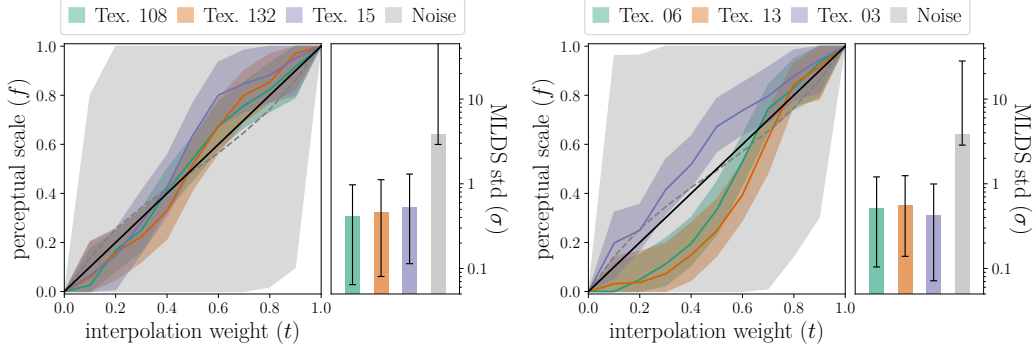 Tex. 108 Tex. 132 Tex. 15 Noise
perceptual scale (f)
1.0
0.8
0.6
0.4
0.2
0.0
0.0 0.2 0.4 0.6 0.8 1.0
interpolation weight (t)
10
1
0.1
MLDS std (σ)
Tex. 06 Tex. 13 Tex. 03 Noise
perceptual scale (f)
1.0
0.8
0.6
0.4
0.2
0.0
0.0 0.2 0.4 0.6 0.8 1.0
interpolation weight (t)
10
1
0.1
MLDS std (σ)